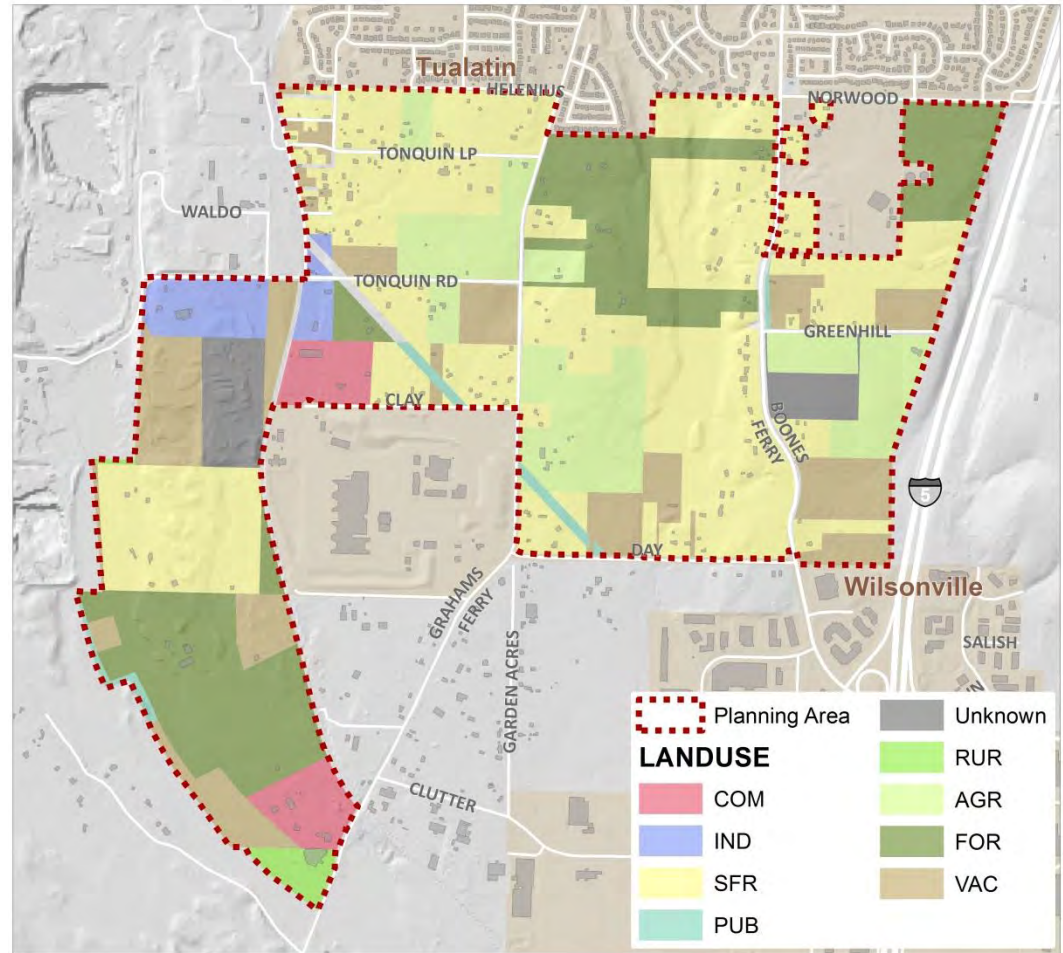 Tualatin
HELENIUS
NORWOOD
TONQUIN LP
WALDO
TONQUIN RD
GREENHILL
CLAY
BOONES
FERRY
5
DAY
Wilsonville
GRAHAMS
FERRY
GARDEN ACRES
SALISH
CLUTTER
Planning Area
LANDUSE
COM
IND
SFR
PUB
Unknown
RUR
AGR
FOR
VAC